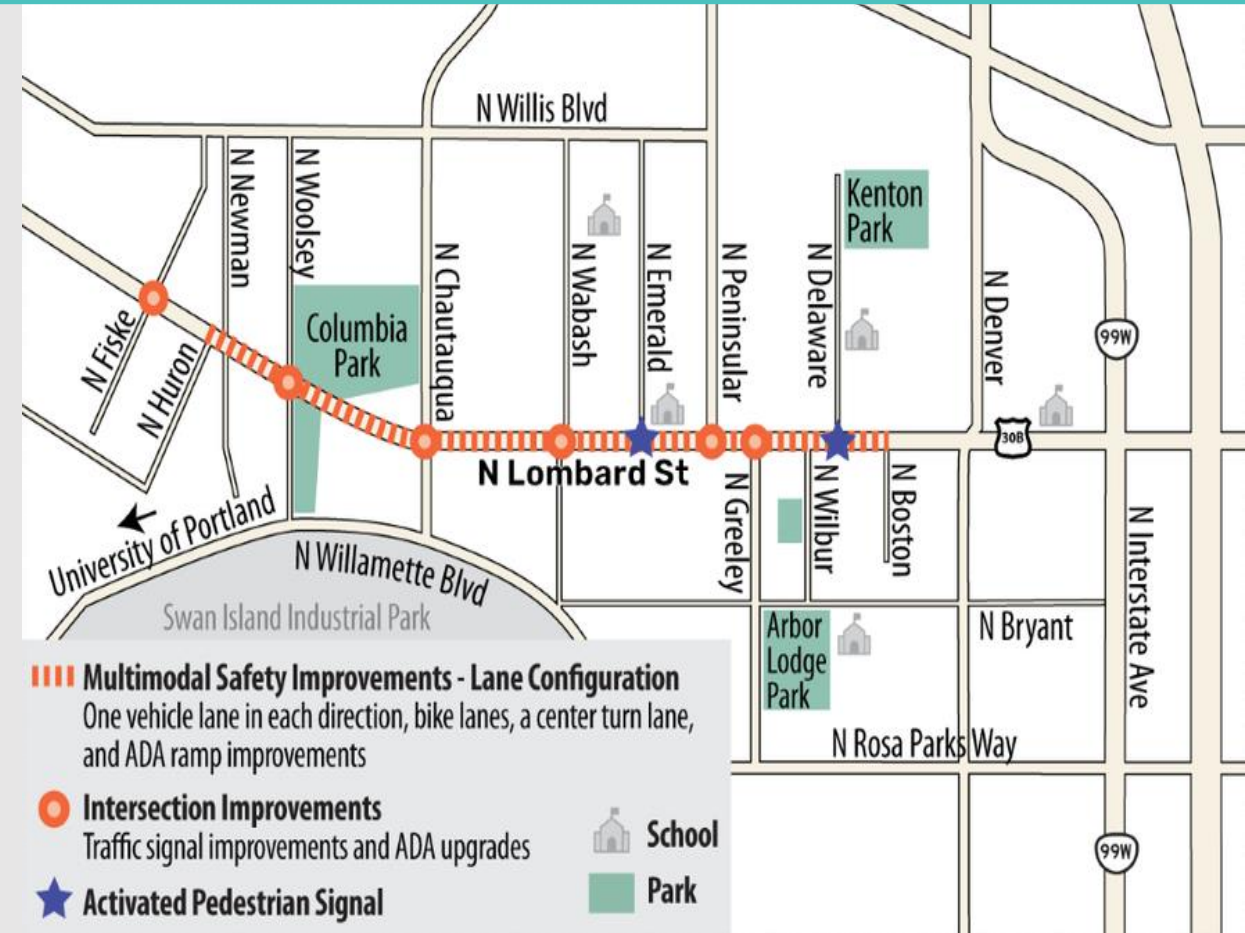 N Willis Blvd
N Newman
N Woolsey
Kenton
Park
N Chautauqua
N Wabash
N Emerald
N Peninsular
N Delaware
N Denver
99W
N Fiske
N Huron
Columbia
Park
30B
N Lombard St
N Greeley
N Wilbur
N Boston
N Interstate Ave
University of Portland
N Willamette Blvd
Swan Island Industrial Park
Arbor
Lodge
Park
N Bryant
N Rosa Parks Way
99W
Multimodal Safety Improvements - Lane Configuration
One vehicle lane in each direction, bike lanes, a center turn lane,
and ADA ramp improvements
Intersection Improvements
Traffic signal improvements and ADA upgrades
Activated Pedestrian Signal
School
Park